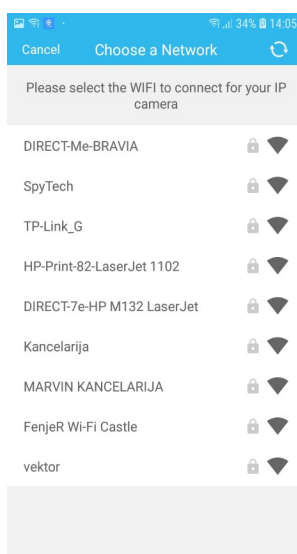 34% 14:05
Cancel Choose a Network
Please select the WIFI to connect for your IP
camera
DIRECT-Me-BRAVIA
SpyTech
TP-Link_G
HP-Print-82-LaserJet 1102
DIRECT-7e-HP M132 LaserJet
Kancelarija
MARVIN KANCELARIJA
FenjeR Wi-Fi Castle
vektor